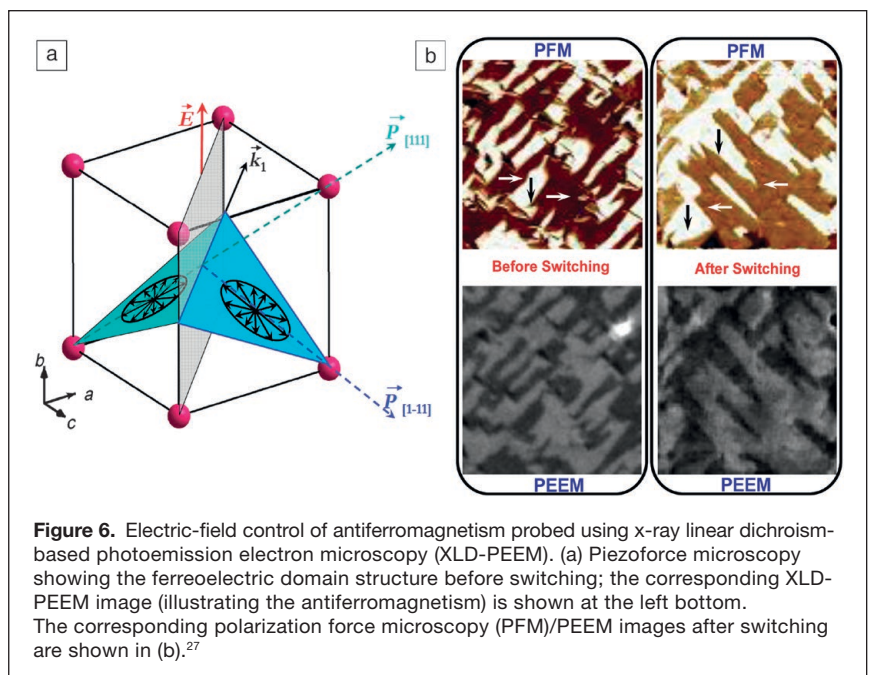 a
b
PFM
PFM
E
P [111]
k1
Before Switching
After Switching
b
a
c
P [1-11]
PEEM
PEEM
Figure 6. Electric-field control of antiferromagnetism probed using x-ray linear dichroism-
based photoemission electron microscopy (XLD-PEEM). (a) Piezoforce microscopy
showing the ferreoelectric domain structure before switching; the corresponding XLD-
PEEM image (illustrating the antiferromagnetism) is shown at the left bottom.
The corresponding polarization force microscopy (PFM)/PEEM images after switching
are shown in (b).27